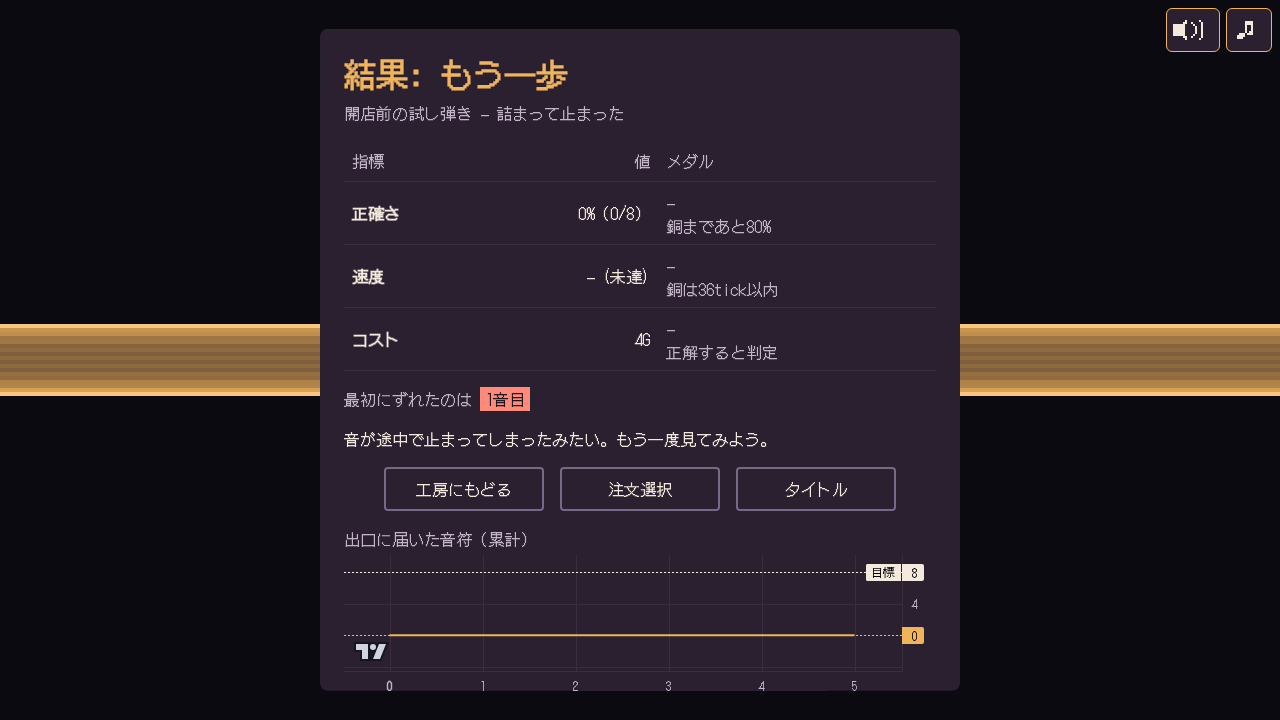 結果: もう一歩
開店前の試し弾き – 詰まって止まった
指標 値 メダル
正確さ 0% (0/8) –
銅まであと80%
速度 – (未達) –
銅は36tick以内
コスト 4G –
正解すると判定
最初にずれたのは 1音目
音が途中で止まってしまったみたい。もう一度見てみよう。
工房にもどる 注文選択 タイトル
出口に届いた音符（累計）
目標 8
4
0
0 1 2 3 4 5